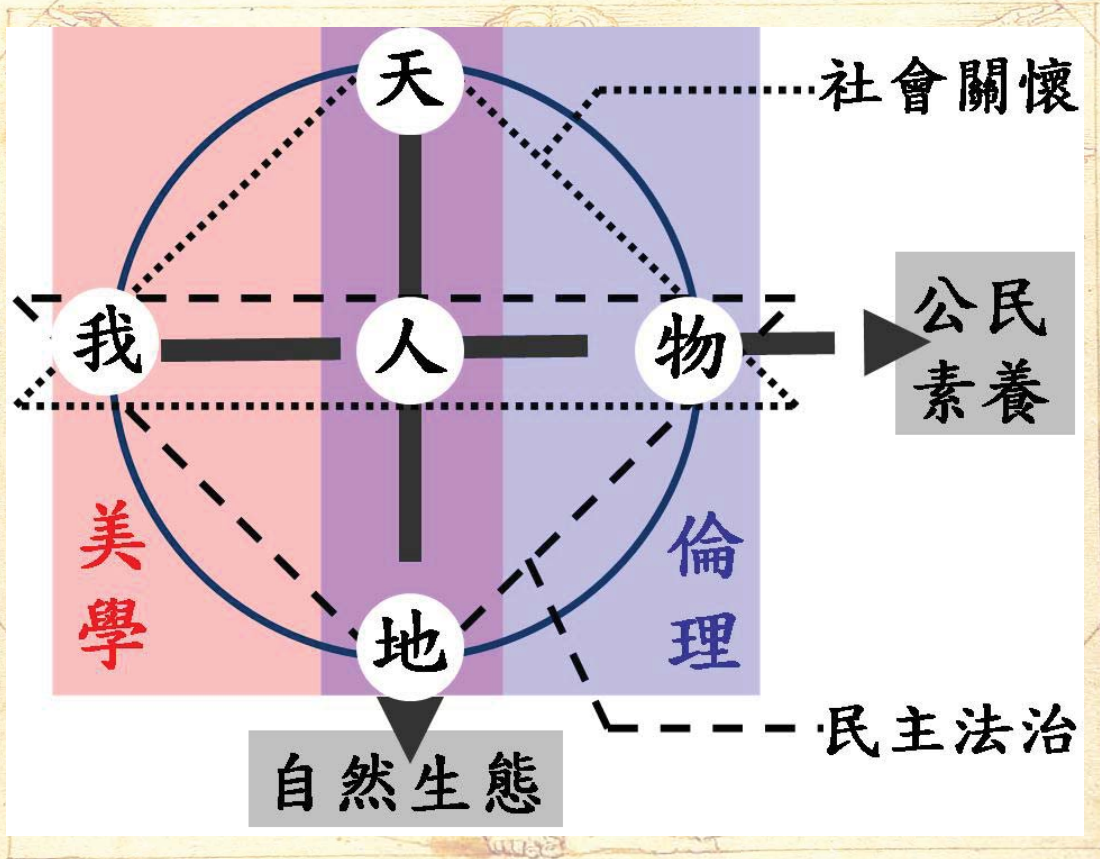 天
社會關懷
公民
素養
我
人
物
美
學
倫
理
地
民主法治
自然生態